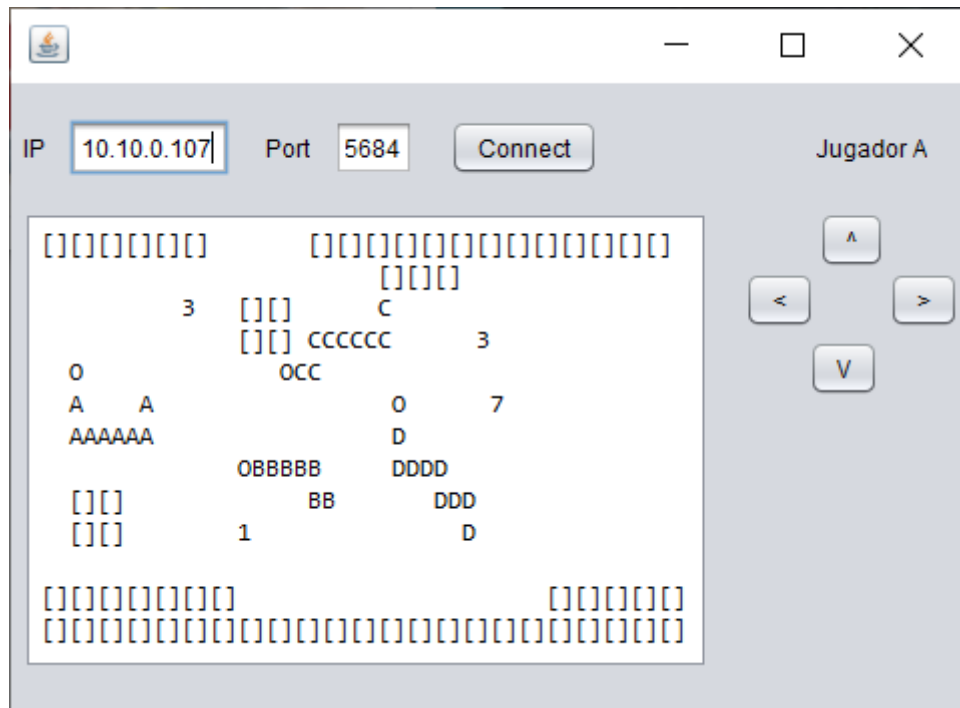 IP 10.10.0.107 Port 5684 Connect Jugador A
[][][][][][] [][][][][][][][][][][][][]
[][][]
3 [][] C
[][] CCCCCC 3
O OCC
A A O 7
AAAAAA D
OBBBBB DDDD
[][] BB DDD
[][] 1 D
[][][][][][][] [][][][][]
[][][][][][][][][][][][][][][][][][][][][][][]
^
< >
V